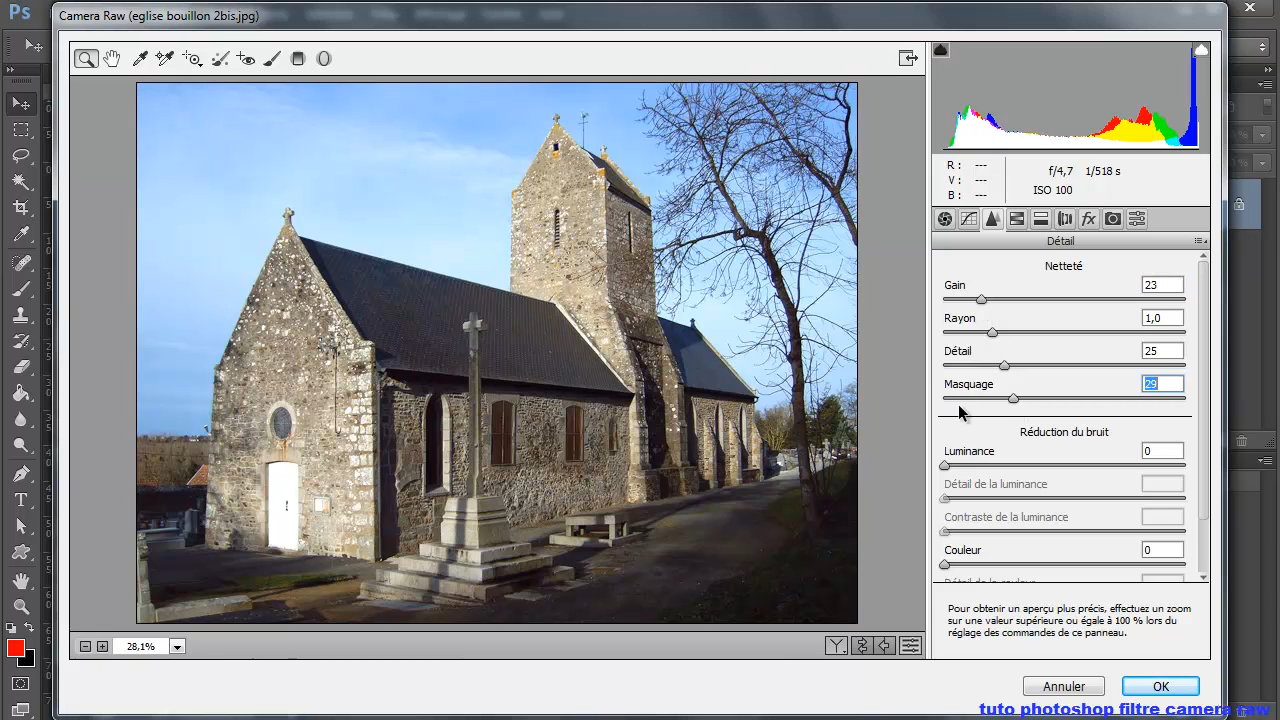 Ps
Camera Raw (eglise bouillon 2bis.jpg)
R : ---
V : ---
B : ---
f/4,7 1/518 s
ISO 100
fx
Détail
Netteté
Gain 23
Rayon 1,0
Détail 25
Masquage 29
Réduction du bruit
Luminance 0
Détail de la luminance
Contraste de la luminance
Couleur 0
Pour obtenir un aperçu plus précis, effectuez un zoom
sur une valeur supérieure ou égale à 100 % lors du
réglage des commandes de ce panneau.
28,1%
Y
Annuler OK
tuto photoshop filtre camera raw